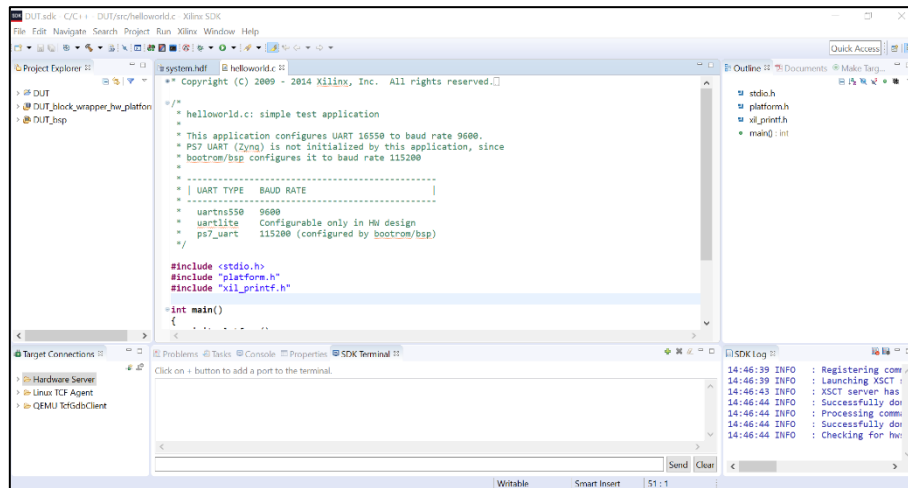 DUT.sdk - C/C++ - DUT/src/helloworld.c - Xilinx SDK
File Edit Navigate Search Project Run Xilinx Window Help
Quick Access
Project Explorer
DUT
DUT_block_wrapper_hw_platfor
DUT_bsp
system.hdf
helloworld.c
* Copyright (C) 2009 - 2014 Xilinx, Inc. All rights reserved.
/*
* helloworld.c: simple test application
*
* This application configures UART 16550 to baud rate 9600.
* PS7 UART (Zynq) is not initialized by this application, since
* bootrom/bsp configures it to baud rate 115200
*
* ------------------------------------------------
* | UART TYPE BAUD RATE |
* ------------------------------------------------
* uartns550 9600
* uartlite Configurable only in HW design
* ps7_uart 115200 (configured by bootrom/bsp)
*/
#include <stdio.h>
#include "platform.h"
#include "xil_printf.h"
int main()
{
Outline
Documents
Make Targ...
stdio.h
platform.h
xil_printf.h
main() : int
Target Connections
Hardware Server
Linux TCF Agent
QEMU TcfGdbClient
Problems
Tasks
Console
Properties
SDK Terminal
Click on + button to add a port to the terminal.
Send
Clear
SDK Log
14:46:39 INFO : Registering comm
14:46:39 INFO : Launching XSCT s
14:46:43 INFO : XSCT server has
14:46:44 INFO : Successfully do
14:46:44 INFO : Processing comm
14:46:44 INFO : Successfully do
14:46:44 INFO : Checking for hw
Writable
Smart Insert
51 : 1